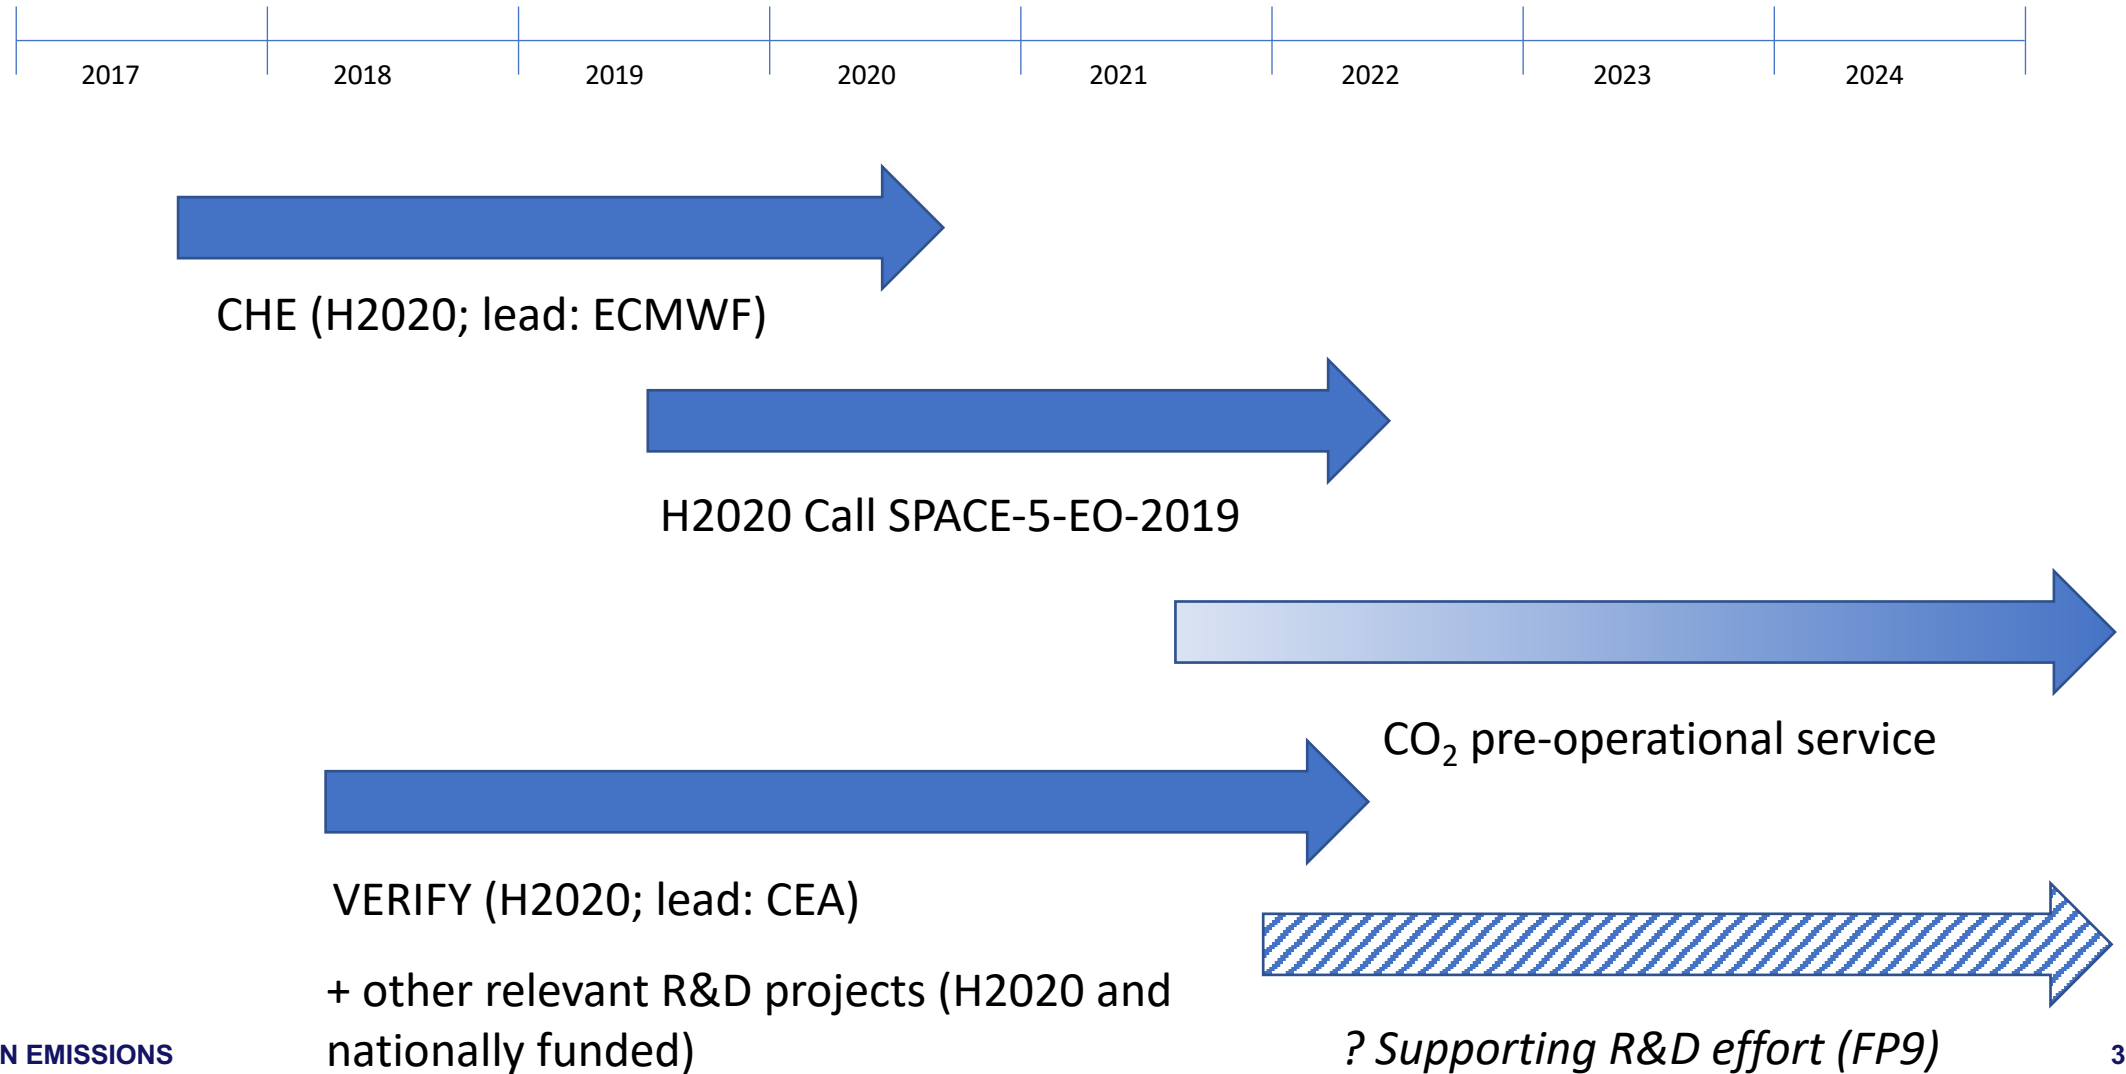 2017 2018 2019 2020 2021 2022 2023 2024
CHE (H2020; lead: ECMWF)
H2020 Call SPACE-5-EO-2019
CO₂ pre-operational service
VERIFY (H2020; lead: CEA)
+ other relevant R&D projects (H2020 and
nationally funded)
? Supporting R&D effort (FP9)
N EMISSIONS
3